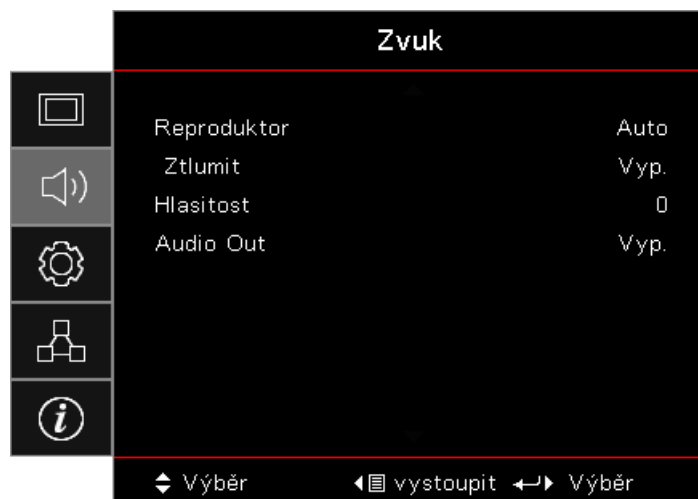 Zvuk
Reproduktor Auto
Ztlumit Vyp.
Hlasitost 0
Audio Out Vyp.
Výběr vystoupit Výběr